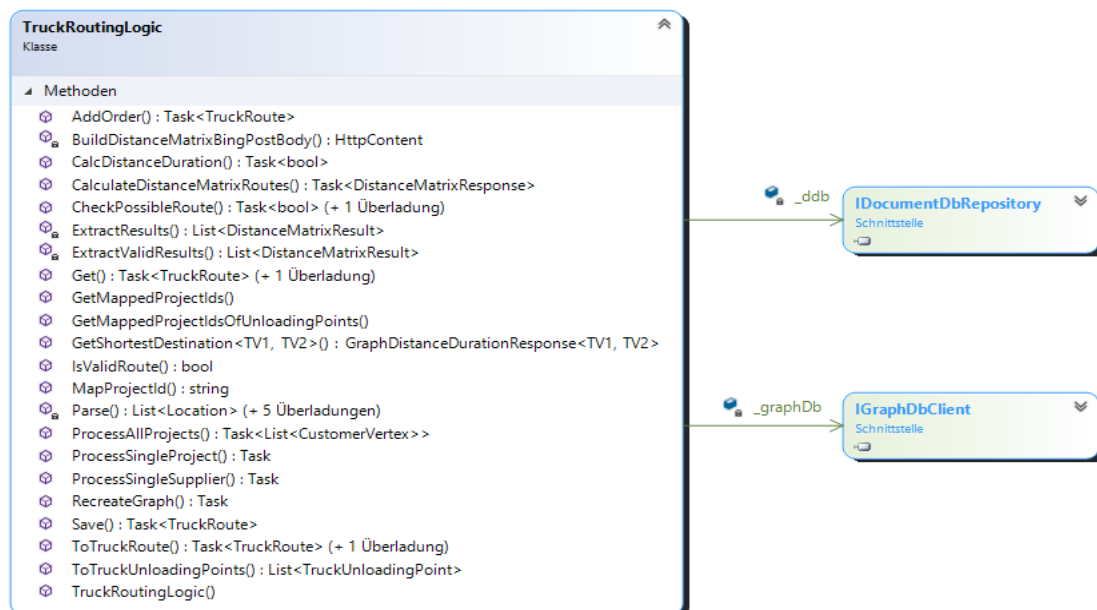 TruckRoutingLogic
Klasse
Methoden
AddOrder() : Task<TruckRoute>
BuildDistanceMatrixBingPostBody() : HttpContent
CalcDistanceDuration() : Task<bool>
CalculateDistanceMatrixRoutes() : Task<DistanceMatrixResponse>
CheckPossibleRoute() : Task<bool> (+ 1 Überladung)
ExtractResults() : List<DistanceMatrixResult>
ExtractValidResults() : List<DistanceMatrixResult>
Get() : Task<TruckRoute> (+ 1 Überladung)
GetMappedProjectIds()
GetMappedProjectIdsOfUnloadingPoints()
GetShortestDestination<TV1, TV2>() : GraphDistanceDurationResponse<TV1, TV2>
IsValidRoute() : bool
MapProjectId() : string
Parse() : List<Location> (+ 5 Überladungen)
ProcessAllProjects() : Task<List<CustomerVertex>>
ProcessSingleProject() : Task
ProcessSingleSupplier() : Task
RecreateGraph() : Task
Save() : Task<TruckRoute>
ToTruckRoute() : Task<TruckRoute> (+ 1 Überladung)
ToTruckUnloadingPoints() : List<TruckUnloadingPoint>
TruckRoutingLogic()
_ddb
IDocumentDbRepository
Schnittstelle
_graphDb
IGraphDbClient
Schnittstelle